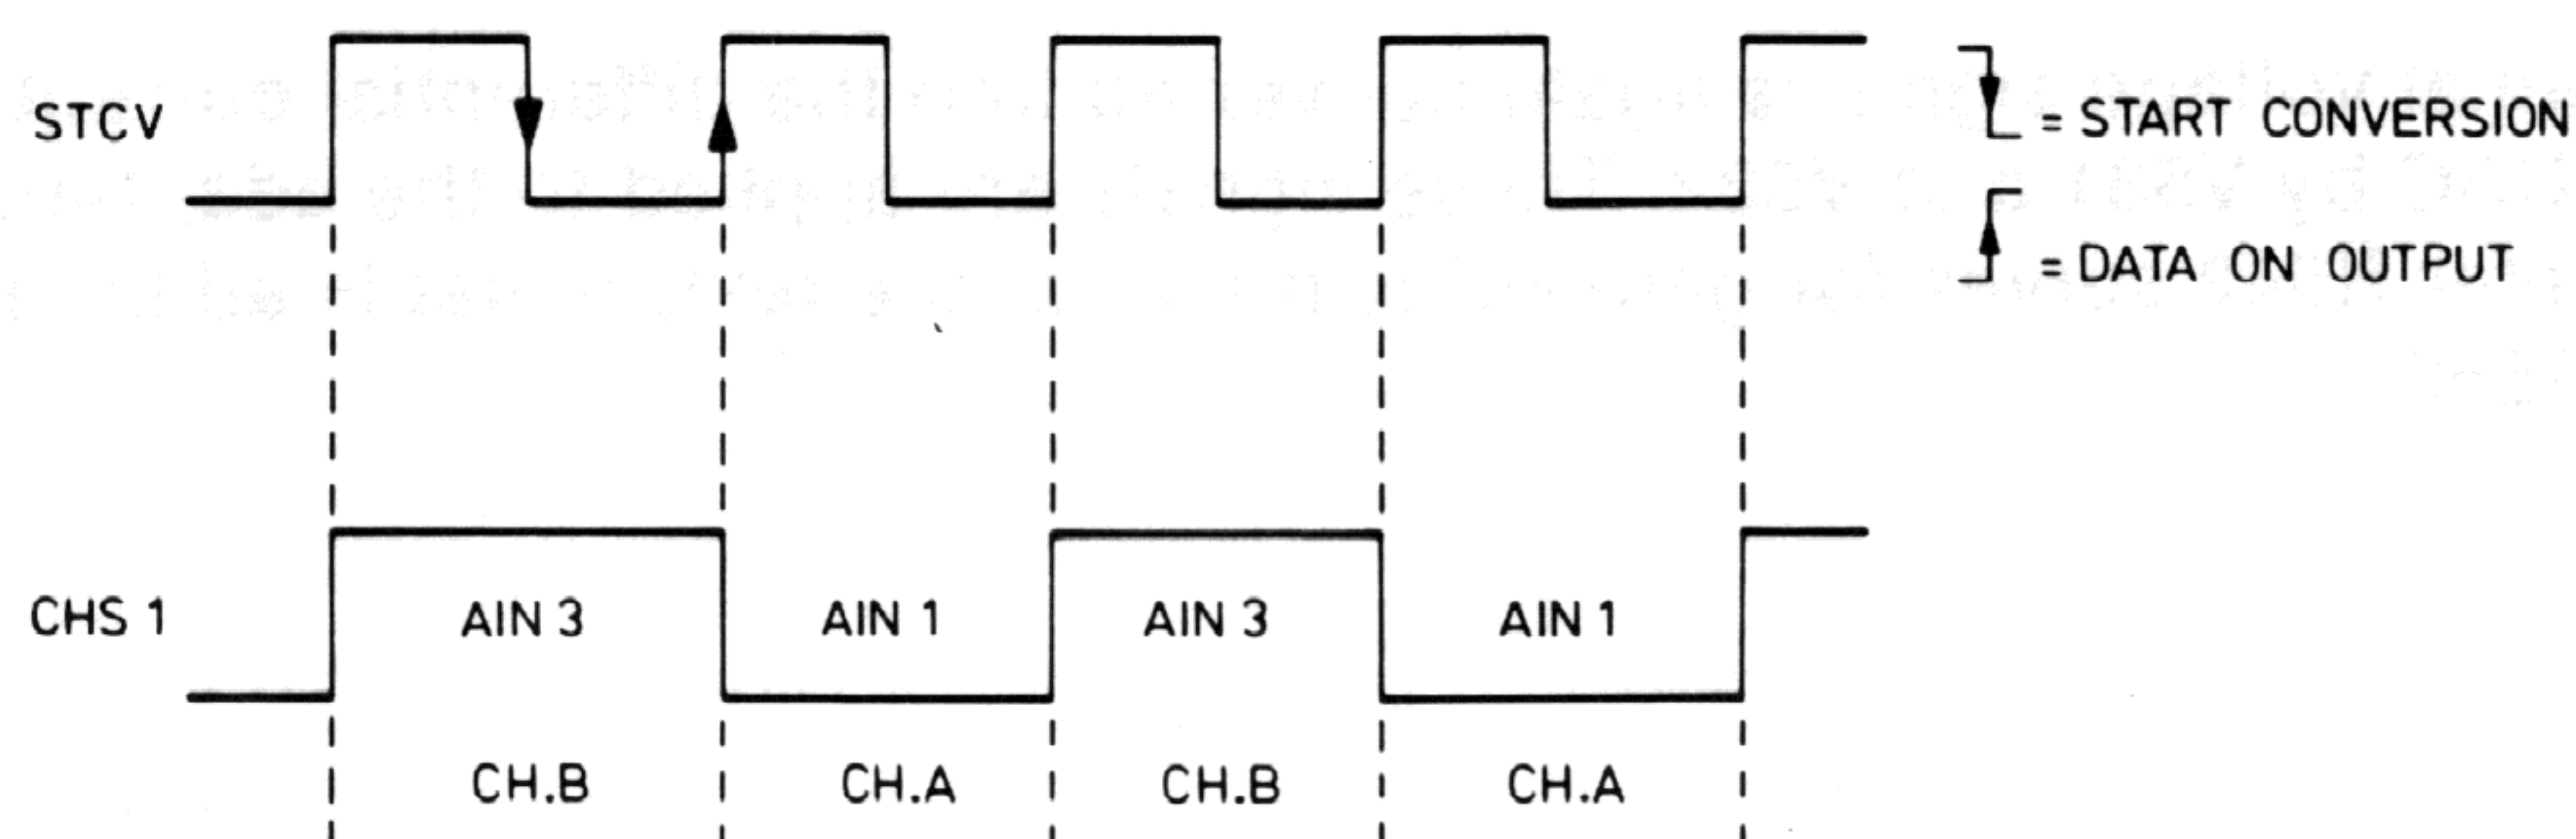 STCV
= START CONVERSION
= DATA ON OUTPUT
CHS 1
AIN 3
AIN 1
AIN 3
AIN 1
CH.B
CH.A
CH.B
CH.A